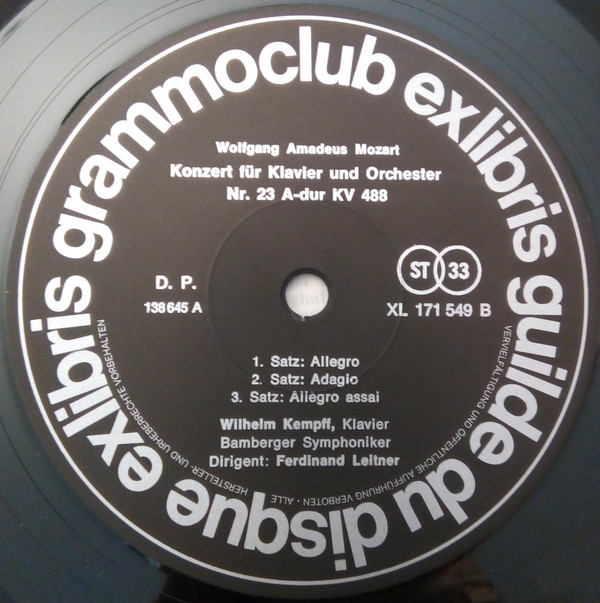 exlibris grammoclub exlibris guilde du disque
Wolfgang Amadeus Mozart
Konzert für Klavier und Orchester
Nr. 23 A-dur KV 488
D. P.
138 645 A
ST 33
XL 171 549 B
1. Satz: Allegro
2. Satz: Adagio
3. Satz: Allegro assai
Wilhelm Kempff, Klavier
Bamberger Symphoniker
Dirigent: Ferdinand Leitner
VERVIELFÄLTIGUNG UND ÖFFENTLICHE AUFFÜHRUNG VERBOTEN · ALLE HERSTELLER- UND URHEBERRECHTE VORBEHALTEN